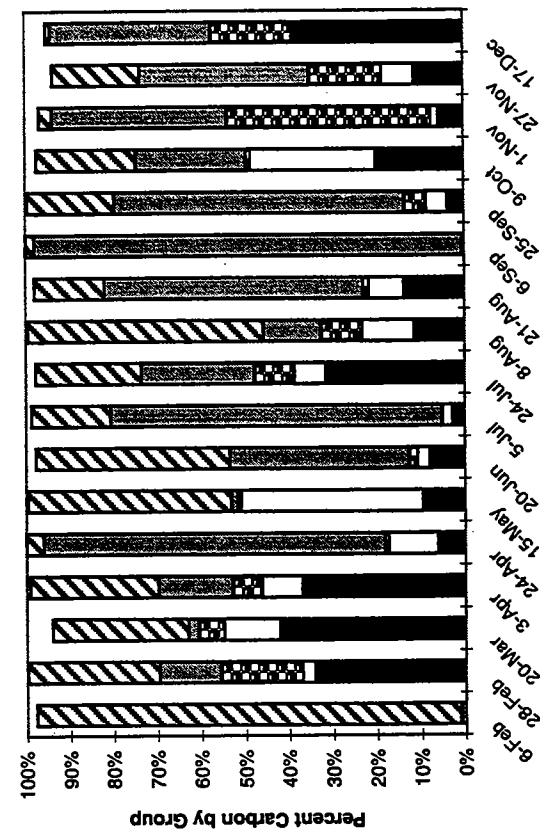 Percent Carbon by Group
100%
90%
80%
70%
60%
50%
40%
30%
20%
10%
0%
6-Feb
28-Feb
20-Mar
3-Apr
24-Apr
15-May
20-Jun
5-Jul
24-Jul
8-Aug
21-Aug
6-Sep
25-Sep
9-Oct
1-Nov
27-Nov
17-Dec